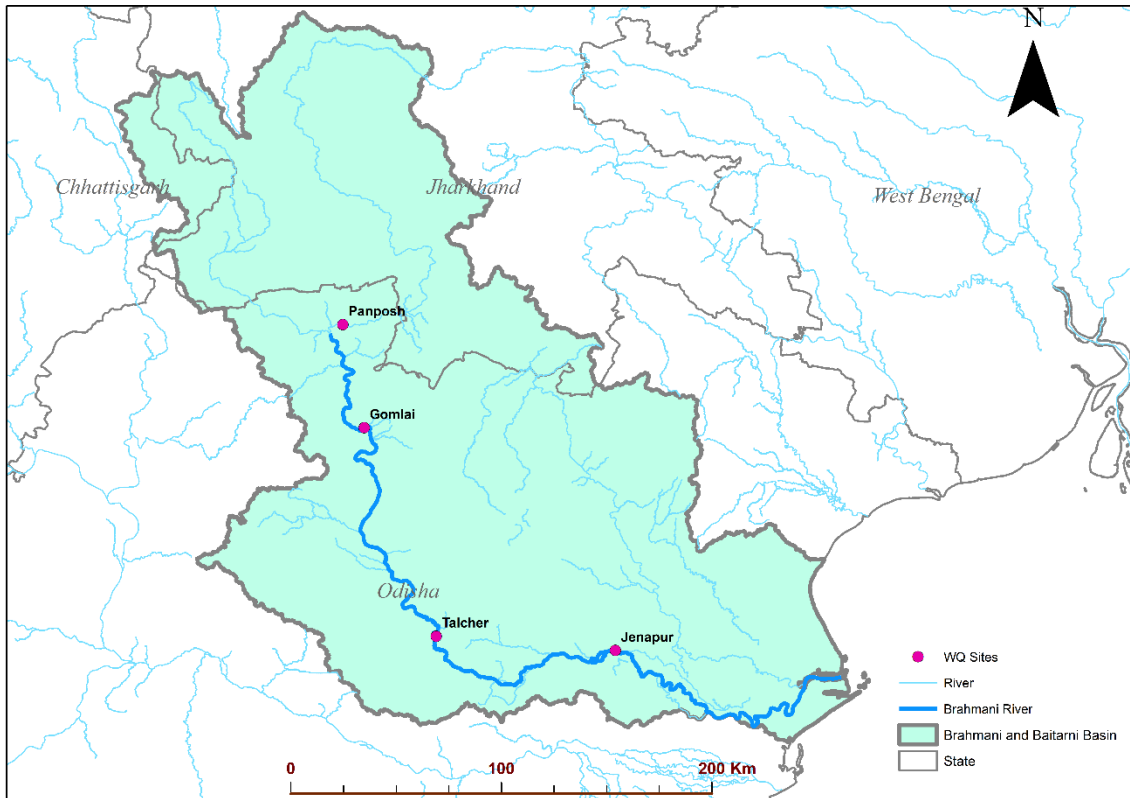 N
Chhattisgarh
Jharkhand
West Bengal
Panposh
Gomlai
Odisha
Talcher
Jenapur
WQ Sites
River
Brahmani River
Brahmani and Baitarni Basin
State
0 100 200 Km